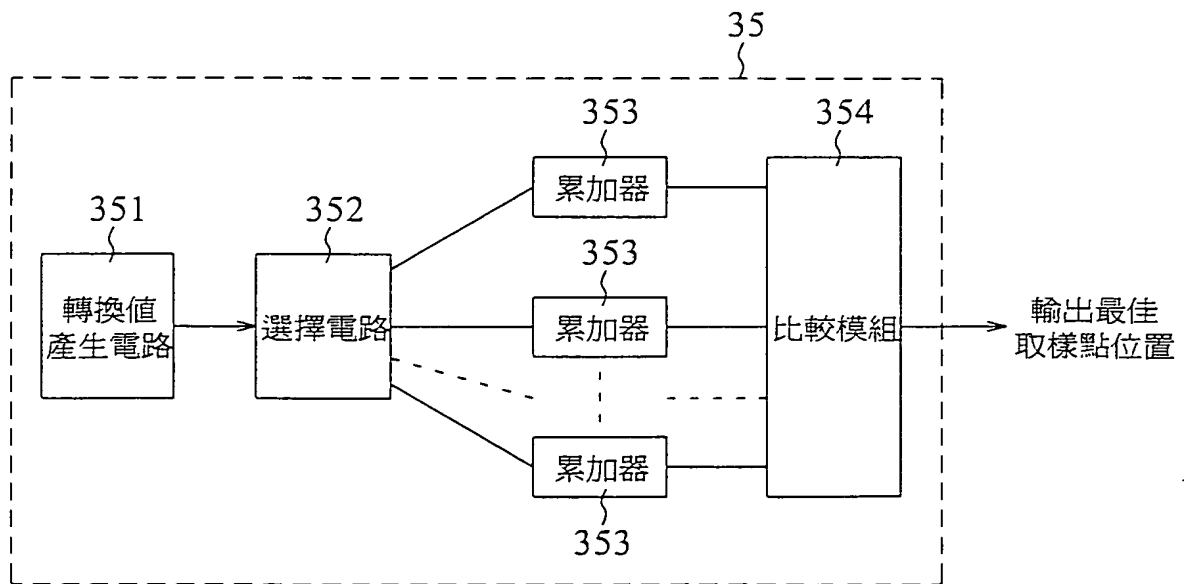 35
353
354
累加器
351
352
353
轉換值
產生電路
選擇電路
累加器
比較模組
輸出最佳
取樣點位置
累加器
353